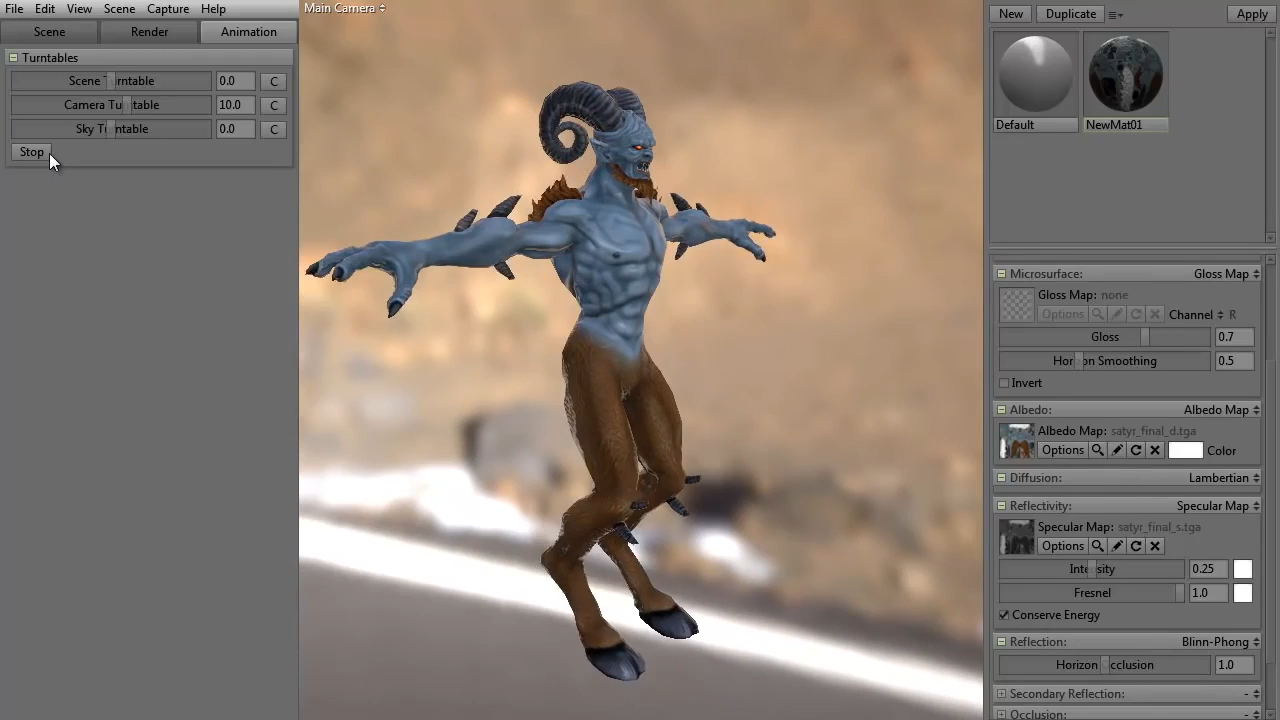 File Edit View Scene Capture Help
Main Camera
New Duplicate Apply
Scene Render Animation
Turntables
Scene Turntable 0.0 C
Camera Turntable 10.0 C
Sky Turntable 0.0 C
Stop
Default NewMat01
Microsurface: Gloss Map
Gloss Map: none
Options Channel R
Gloss 0.7
Horizon Smoothing 0.5
Invert
Albedo: Albedo Map
Albedo Map: satyr_final_d.tga
Options Color
Diffusion: Lambertian
Reflectivity: Specular Map
Specular Map: satyr_final_s.tga
Options
Intensity 0.25
Fresnel 1.0
Conserve Energy
Reflection: Blinn-Phong
Horizon Occlusion 1.0
Secondary Reflection: -
Occlusion: -